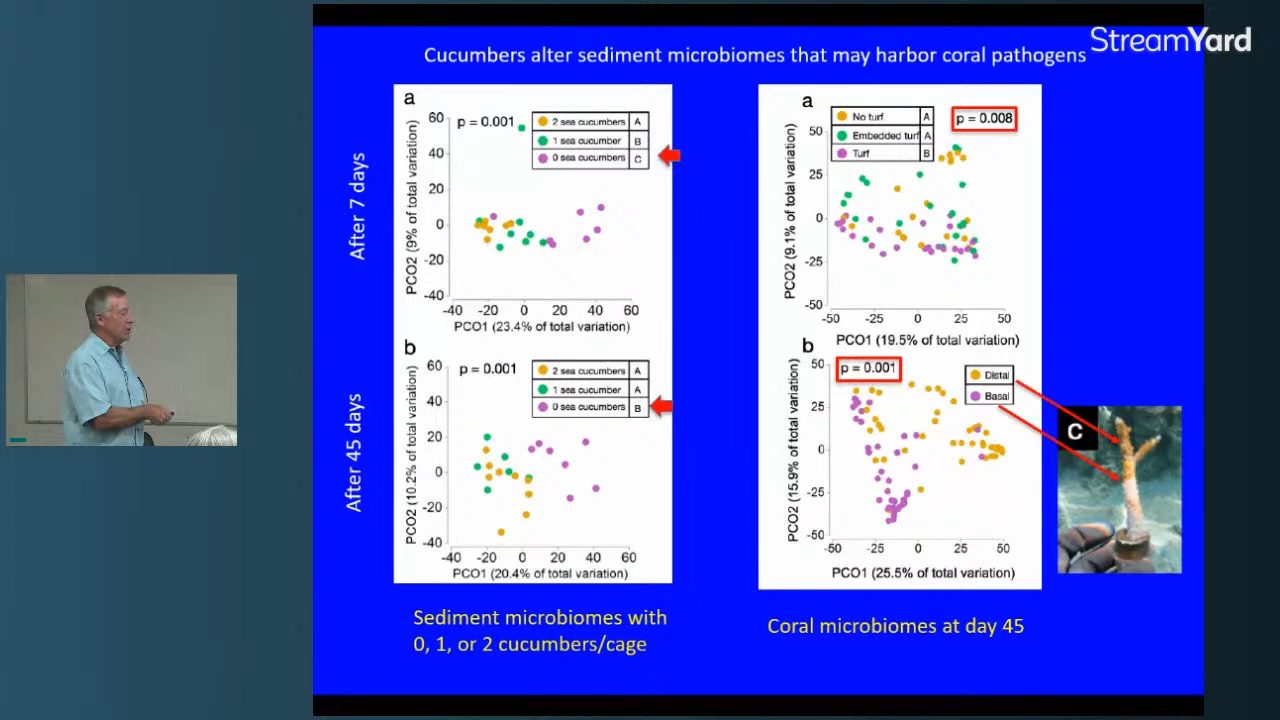 StreamYard
Cucumbers alter sediment microbiomes that may harbor coral pathogens
After 7 days
a
p = 0.001
2 sea cucumbers A
1 sea cucumber B
0 sea cucumbers C
PCO2 (9% of total variation)
60
40
20
0
-20
-40
-40 -20 0 20 40 60
PCO1 (23.4% of total variation)
After 45 days
b
p = 0.001
2 sea cucumbers A
1 sea cucumber A
0 sea cucumbers B
PCO2 (10.2% of total variation)
60
40
20
0
-20
-40
-40 -20 0 20 40 60
PCO1 (20.4% of total variation)
Sediment microbiomes with
0, 1, or 2 cucumbers/cage
a
No turf A
Embedded turf A
Turf B
p = 0.008
PCO2 (9.1% of total variation)
50
25
0
-25
-50
-50 -25 0 25 50
PCO1 (19.5% of total variation)
b
p = 0.001
Distal
Basal
PCO2 (15.9% of total variation)
50
25
0
-25
-50
-50 -25 0 25 50
PCO1 (25.5% of total variation)
C
Coral microbiomes at day 45